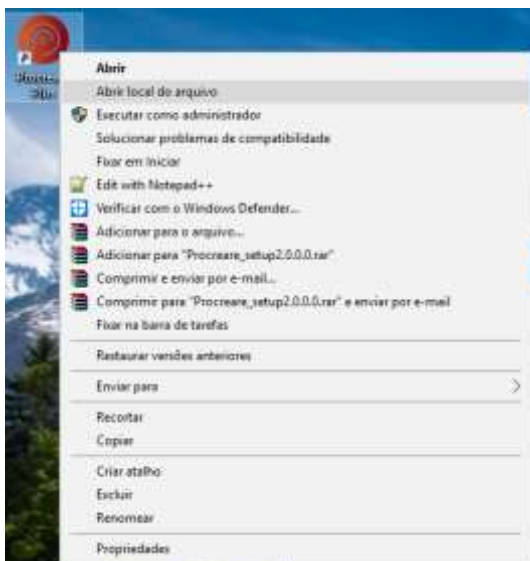 Abrir
Abrir local do arquivo
Executar como administrador
Solucionar problemas de compatibilidade
Fixar em Iniciar
Edit with Notepad++
Verificar com o Windows Defender...
Adicionar para o arquivo...
Adicionar para "Procreare_setup2.0.0.0.rar"
Comprimir e enviar por e-mail...
Comprimir para "Procreare_setup2.0.0.0.rar" e enviar por e-mail
Fixar na barra de tarefas
Restaurar versões anteriores
Enviar para
Recortar
Copiar
Criar atalho
Excluir
Renomear
Propriedades